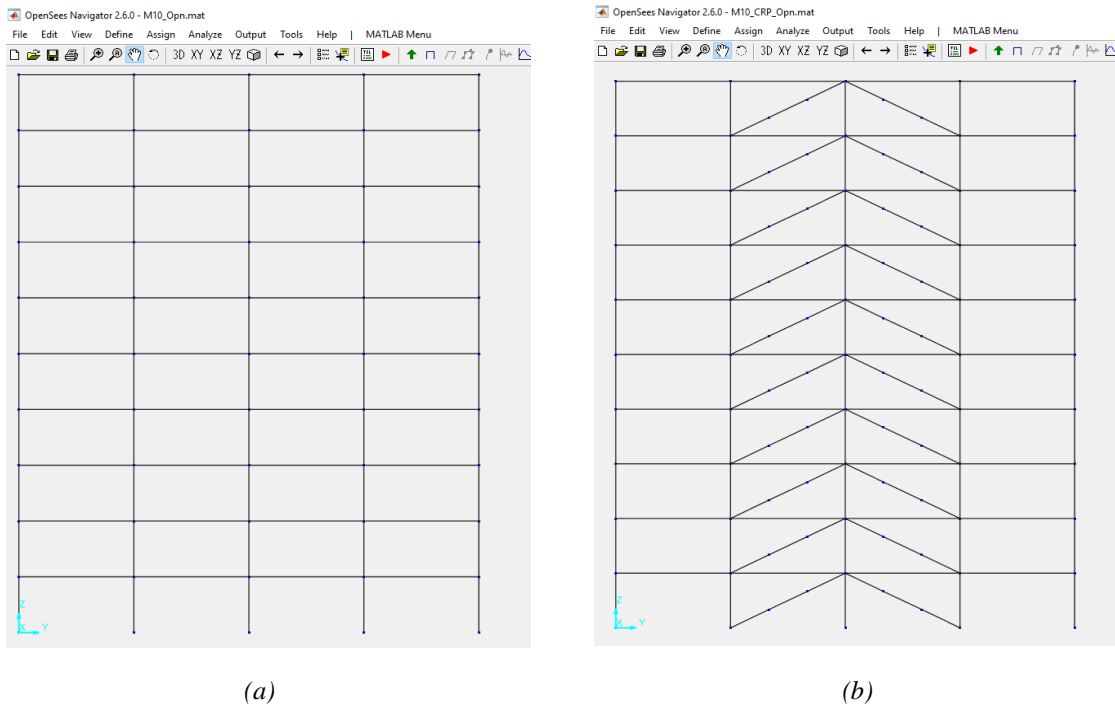 OpenSees Navigator 2.6.0 - M10_Opn.mat
File Edit View Define Assign Analyze Output Tools Help | MATLAB Menu
3D XY XZ YZ
TCL
Z
X Y
(a)
OpenSees Navigator 2.6.0 - M10_CRP_Opn.mat
File Edit View Define Assign Analyze Output Tools Help | MATLAB Menu
3D XY XZ YZ
TCL
Z
X Y
(b)